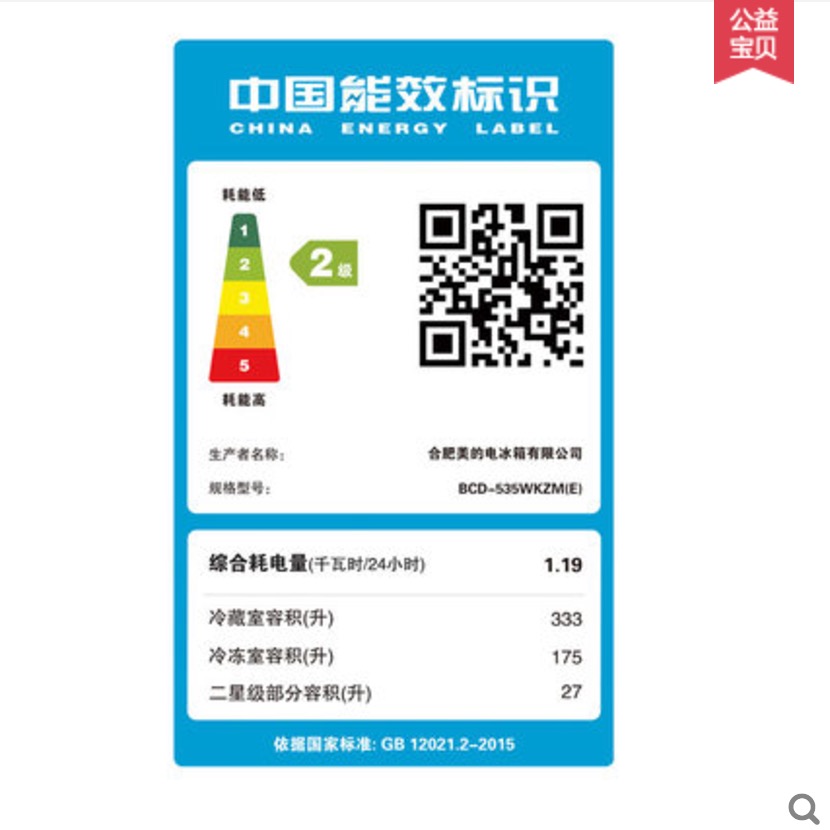 公益
宝贝
中国能效标识
CHINA ENERGY LABEL
耗能低
1
2
3
4
5
2级
耗能高
生产者名称: 合肥美的电冰箱有限公司
规格型号: BCD-535WKZM(E)
综合耗电量(千瓦时/24小时) 1.19
冷藏室容积(升) 333
冷冻室容积(升) 175
二星级部分容积(升) 27
依据国家标准: GB 12021.2-2015